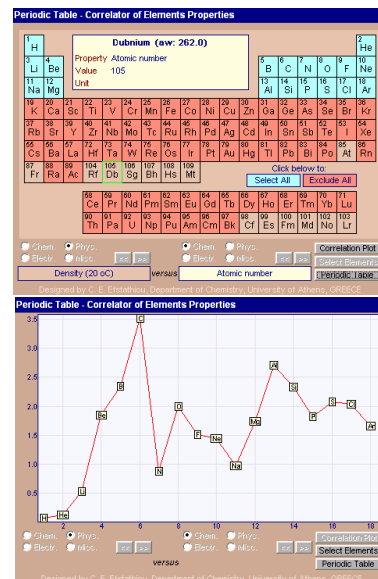 Periodic Table - Correlator of Elements Properties
Dubnium (aw: 262.0)
Property Atomic number
Value 105
Unit
1 2
H He
3 4 5 6 7 8 9 10
Li Be B C N O F Ne
11 12 13 14 15 16 17 18
Na Mg Al Si P S Cl Ar
19 20 21 22 23 24 25 26 27 28 29 30 31 32 33 34 35 36
K Ca Sc Ti V Cr Mn Fe Co Ni Cu Zn Ga Ge As Se Br Kr
37 38 39 40 41 42 43 44 45 46 47 48 49 50 51 52 53 54
Rb Sr Y Zr Nb Mo Tc Ru Rh Pd Ag Cd In Sn Sb Te I Xe
55 56 57 72 73 74 75 76 77 78 79 80 81 82 83 84 85 86
Cs Ba La Hf Ta W Re Os Ir Pt Au Hg Tl Pb Bi Po At Rn
87 88 89 104 105 106 107 108 109
Fr Ra Ac Rf Db Sg Bh Hs Mt
Click below to:
Select All Exclude All
58 59 60 61 62 63 64 65 66 67 68 69 70 71
Ce Pr Nd Pm Sm Eu Gd Tb Dy Ho Er Tm Yb Lu
90 91 92 93 94 95 96 97 98 99 100 101 102 103
Th Pa U Np Pu Am Cm Bk Cf Es Fm Md No Lr
Chem. Phys. Chem. Phys. Correlation Plot
Electr. misc. << >> Electr. misc. << >> Select Elements
Density (20 oC) versus Atomic number Periodic Table
Designed by C. E. Efstathiou, Department of Chemistry, University of Athens, GREECE
Periodic Table - Correlator of Elements Properties
3.5
3.0
2.5
2.0
1.5
1.0
0.5
H He Li Be B C N O F Ne Na Mg Al Si P S Cl Ar
2 4 6 8 10 12 14 16 18
Chem. Phys. Chem. Phys. Correlation Plot
Electr. misc. << >> Electr. misc. << >> Select Elements
versus Periodic Table
Designed by C. E. Efstathiou, Department of Chemistry, University of Athens, GREECE